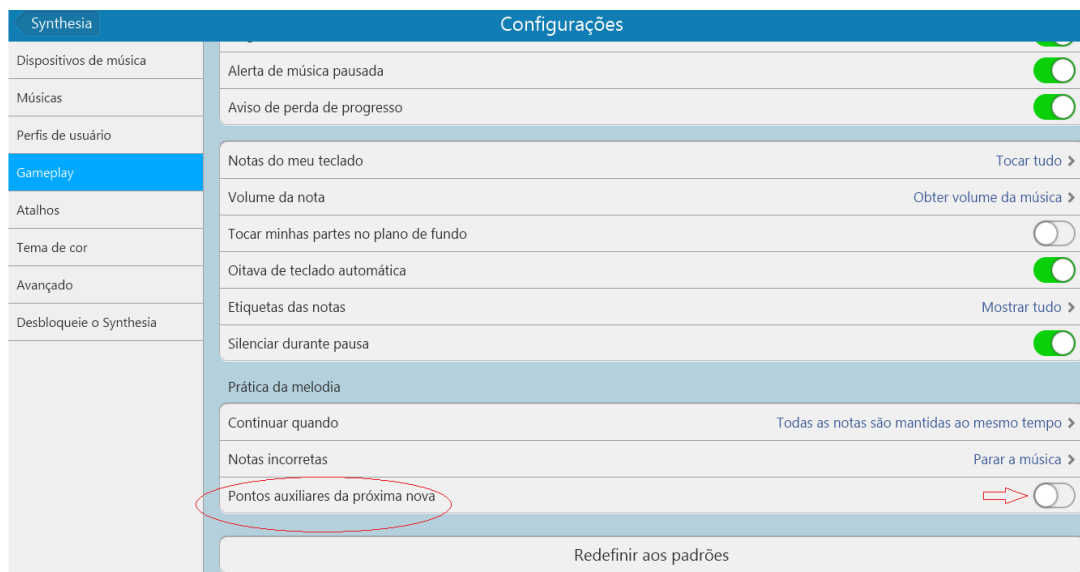 Synthesia
Configurações
Dispositivos de música
Músicas
Perfis de usuário
Gameplay
Atalhos
Tema de cor
Avançado
Desbloqueie o Synthesia
Alerta de música pausada
Aviso de perda de progresso
Notas do meu teclado Tocar tudo
Volume da nota Obter volume da música
Tocar minhas partes no plano de fundo
Oitava de teclado automática
Etiquetas das notas Mostrar tudo
Silenciar durante pausa
Prática da melodia
Continuar quando Todas as notas são mantidas ao mesmo tempo
Notas incorretas Parar a música
Pontos auxiliares da próxima nova
Redefinir aos padrões